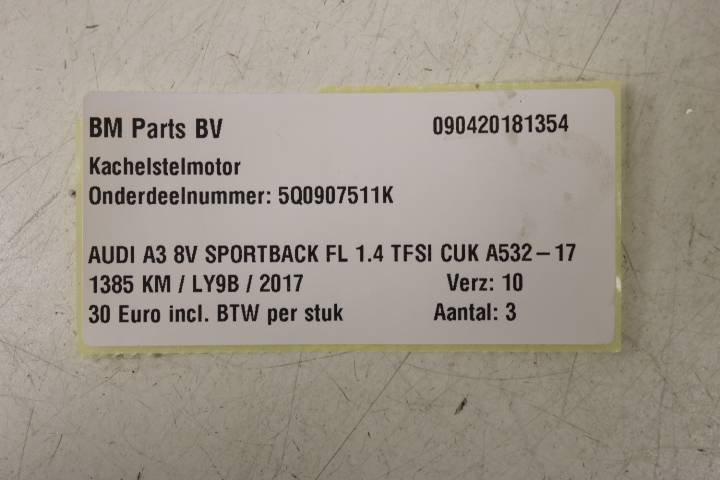 BM Parts BV 090420181354
Kachelstelmotor
Onderdeelnummer: 5Q0907511K
AUDI A3 8V SPORTBACK FL 1.4 TFSI CUK A532-17
1385 KM / LY9B / 2017 Verz: 10
30 Euro incl. BTW per stuk Aantal: 3